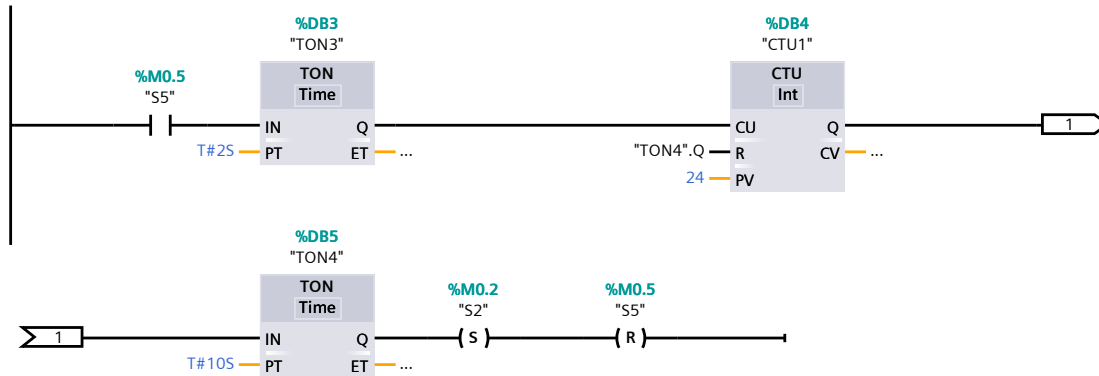 %DB3
"TON3"
%DB4
"CTU1"
%M0.5
"S5"
TON
Time
CTU
Int
IN Q
CU Q
1
T#2S PT ET ...
"TON4".Q R CV ...
24 PV
%DB5
"TON4"
TON
Time
%M0.2
"S2"
%M0.5
"S5"
1
IN Q
S
R
T#10S PT ET ...